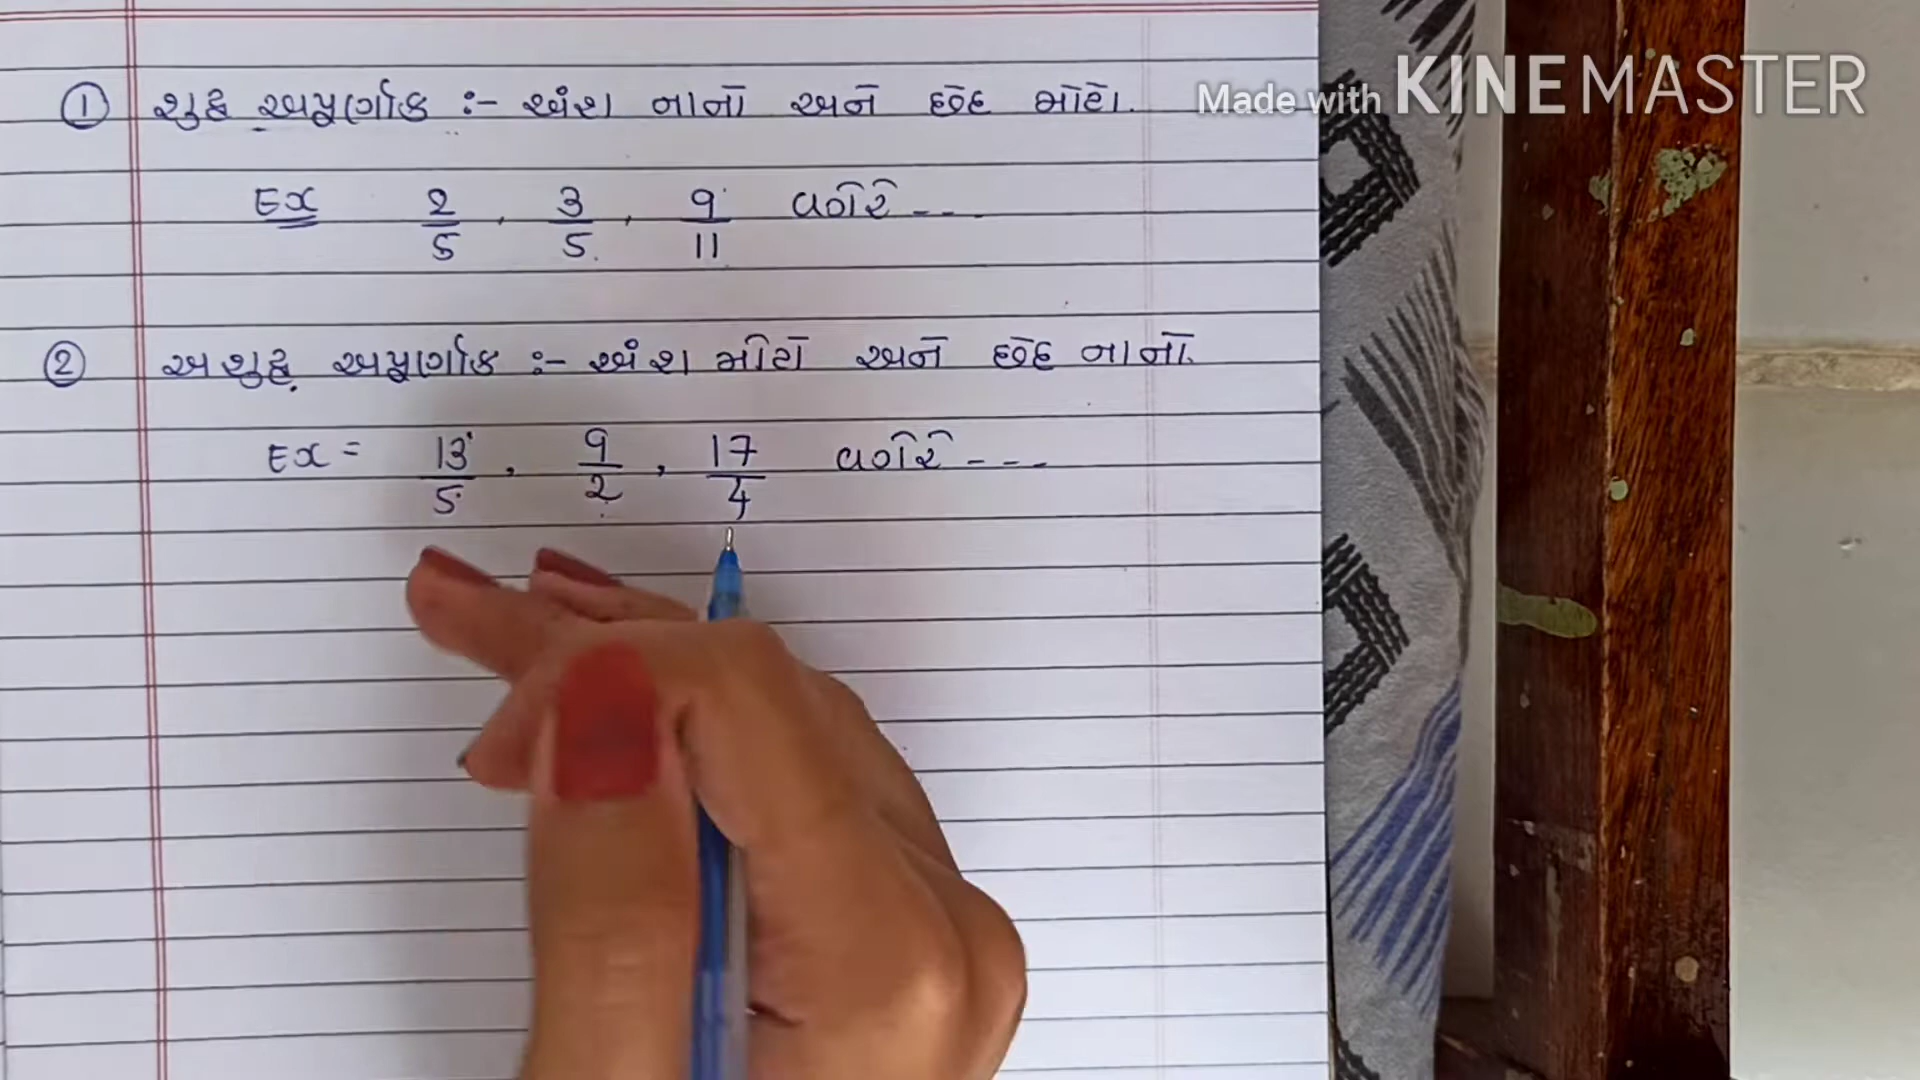 Made with KINEMASTER
① શુદ્ધ અપૂર્ણાંક :- અંશ નાનો અને છેદ મોટો.
Ex 2/5, 3/5, 9/11 વગેરે ---
② અશુદ્ધ અપૂર્ણાંક :- અંશ મોટો અને છેદ નાનો.
Ex = 13/5, 9/2, 17/4 વગેરે ---